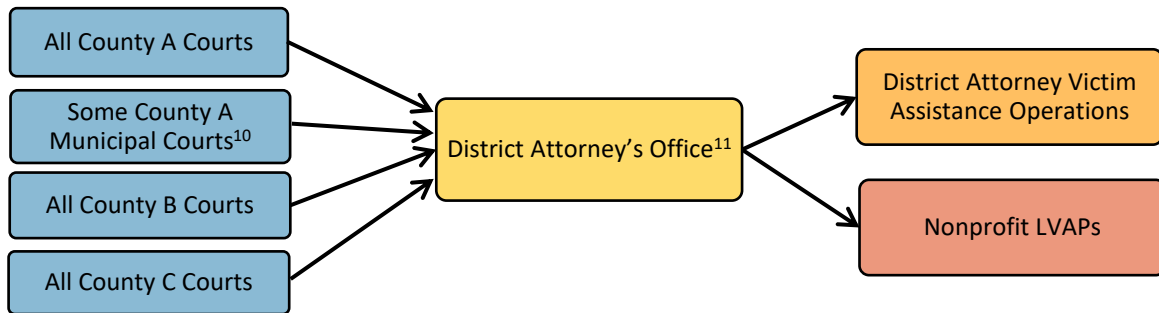 All County A Courts
Some County A
Municipal Courts¹⁰
All County B Courts
All County C Courts
District Attorney’s Office¹¹
District Attorney Victim
Assistance Operations
Nonprofit LVAPs